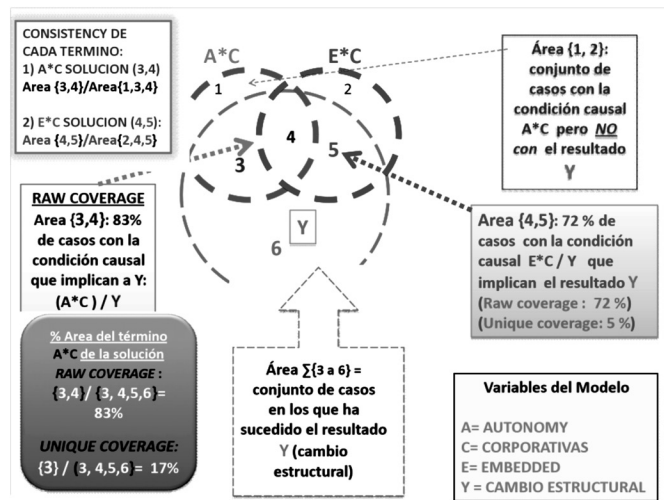 CONSISTENCY DE
CADA TERMINO:
1) A*C SOLUCION (3,4)
Area {3,4}/Area{1,3,4}
2) E*C SOLUCION (4,5):
Area {4,5}/Area{2,4,5}
A*C
E*C
1
2
4
3
5
6
Y
Área {1, 2}:
conjunto de
casos con la
condición causal
A*C pero NO
con el resultado
Y
RAW COVERAGE
Area {3,4}: 83%
de casos con la
condición causal
que implican a Y:
(A*C ) / Y
Area {4,5}: 72 % de
casos con la condición
causal E*C / Y que
implican el resultado Y
(Raw coverage : 72 %)
(Unique coverage: 5 %)
% Area del término
A*C de la solución
RAW COVERAGE :
{3,4}/ {3, 4,5,6}=
83%
UNIQUE COVERAGE:
{3} / (3, 4,5,6}= 17%
Área ∑{3 a 6} =
conjunto de casos
en los que ha
sucedido el resultado
Y (cambio
estructural)
Variables del Modelo
A= AUTONOMY
C= CORPORATIVAS
E= EMBEDDED
Y = CAMBIO ESTRUCTURAL